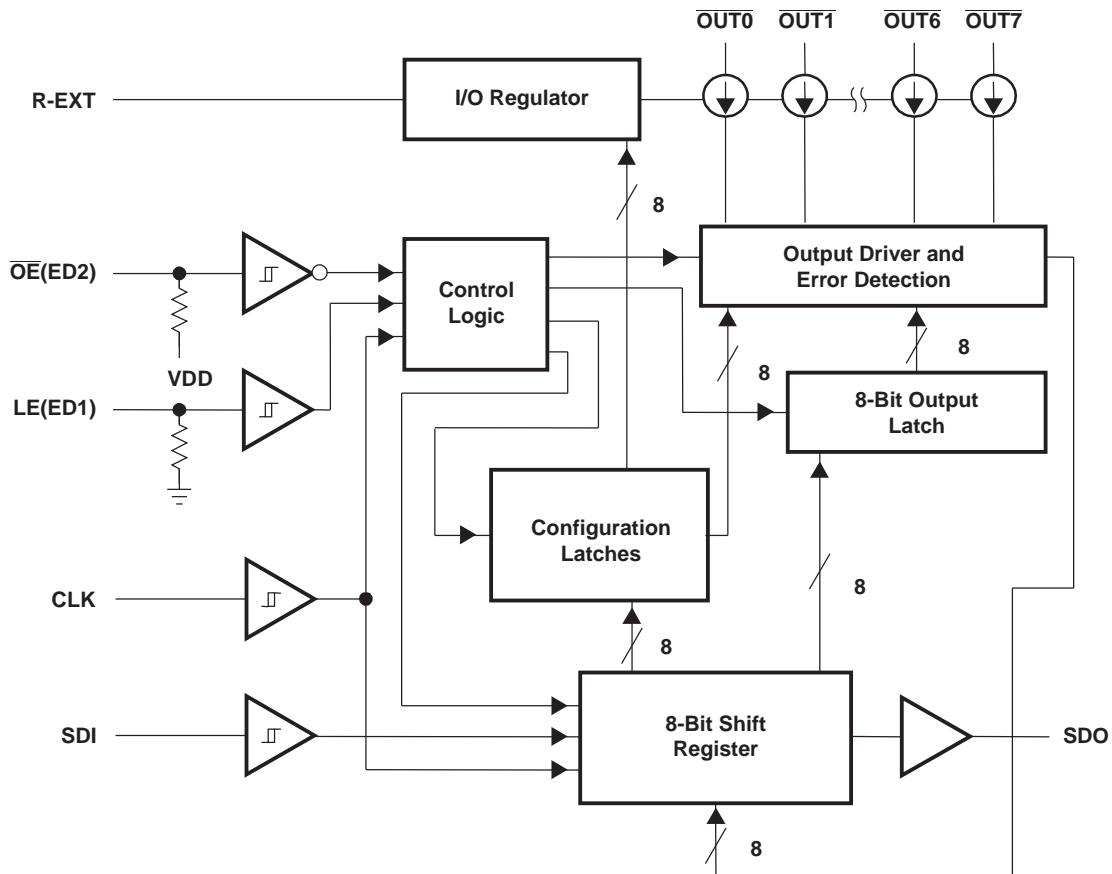 OUT0
OUT1
OUT6
OUT7
R-EXT
I/O Regulator
8
OE(ED2)
Control
Logic
Output Driver and
Error Detection
VDD
8
8
LE(ED1)
8-Bit Output
Latch
Configuration
Latches
CLK
8
8
SDI
8-Bit Shift
Register
SDO
8